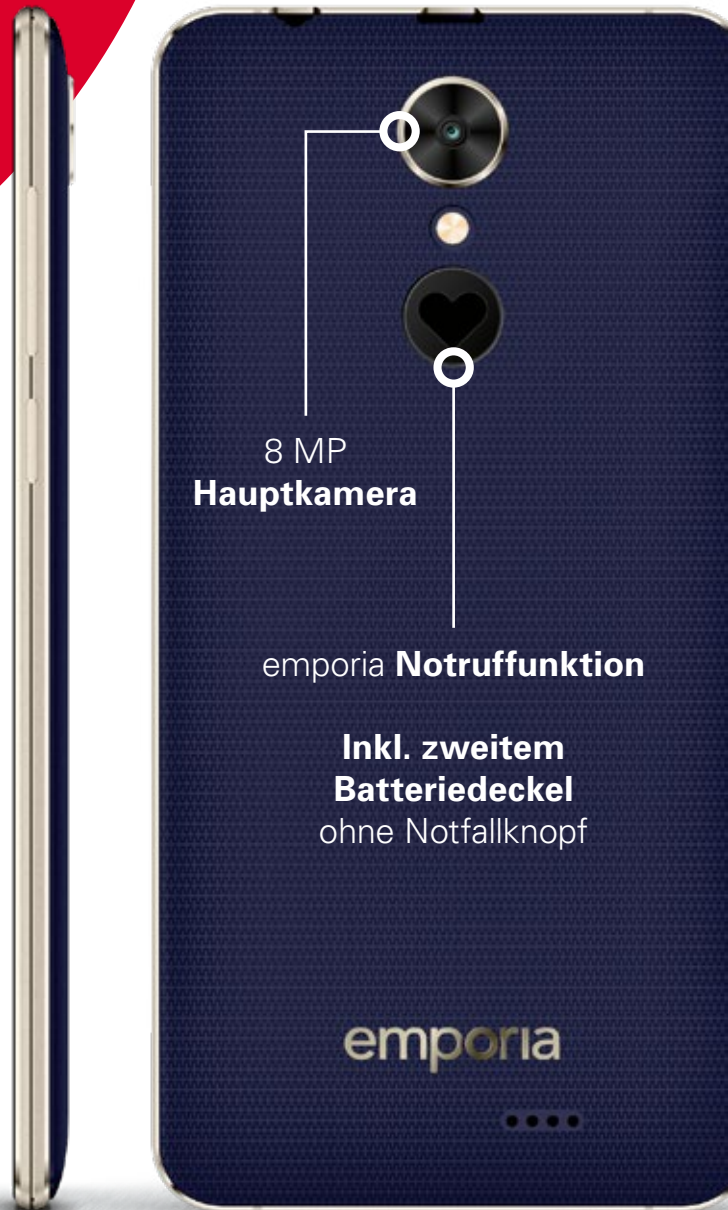 8 MP
Hauptkamera
emporia Notruffunktion
Inkl. zweitem
Batteriedeckel
ohne Notfallknopf
emporia